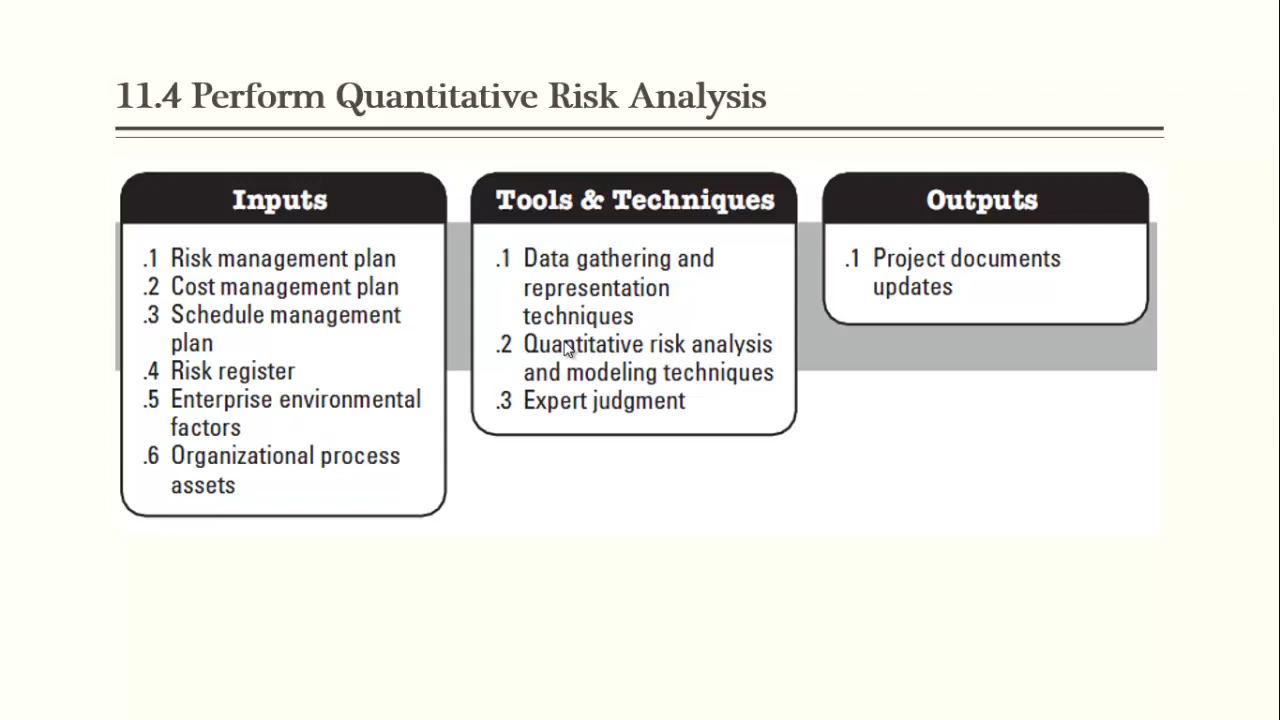 11.4 Perform Quantitative Risk Analysis
Inputs
.1 Risk management plan
.2 Cost management plan
.3 Schedule management
plan
.4 Risk register
.5 Enterprise environmental
factors
.6 Organizational process
assets
Tools & Techniques
.1 Data gathering and
representation
techniques
.2 Quantitative risk analysis
and modeling techniques
.3 Expert judgment
Outputs
.1 Project documents
updates